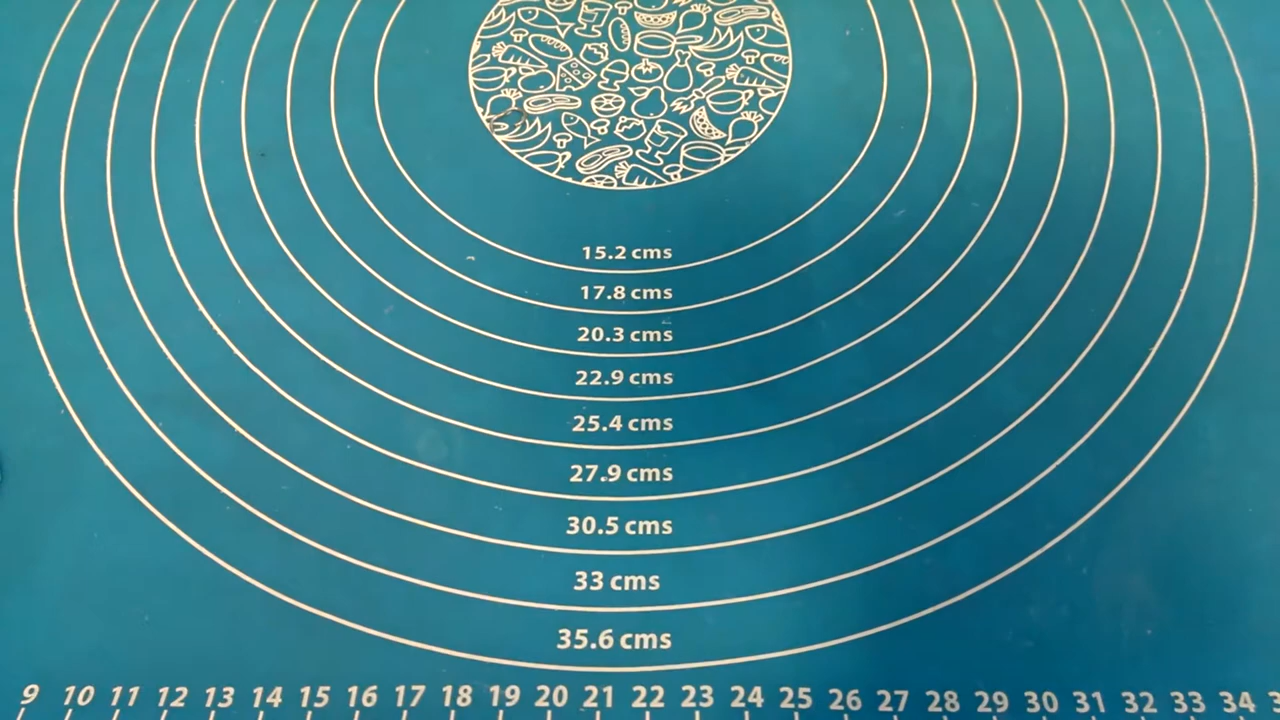 15.2 cms
17.8 cms
20.3 cms
22.9 cms
25.4 cms
27.9 cms
30.5 cms
33 cms
35.6 cms
9 10 11 12 13 14 15 16 17 18 19 20 21 22 23 24 25 26 27 28 29 30 31 32 33 34